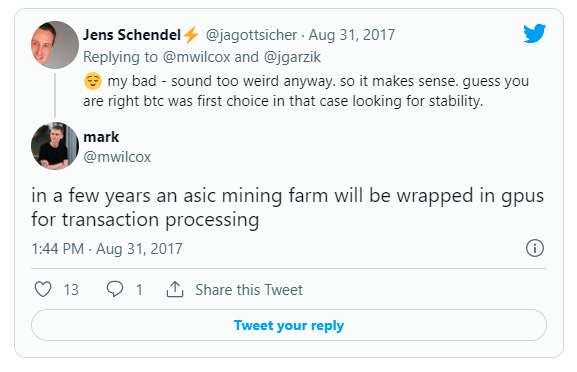 Jens Schendel⚡ @jagottsicher · Aug 31, 2017
Replying to @mwilcox and @jgarzik
😌 my bad - sound too weird anyway. so it makes sense. guess you
are right btc was first choice in that case looking for stability.
mark
@mwilcox
in a few years an asic mining farm will be wrapped in gpus
for transaction processing
1:44 PM · Aug 31, 2017
13 1 Share this Tweet
Tweet your reply